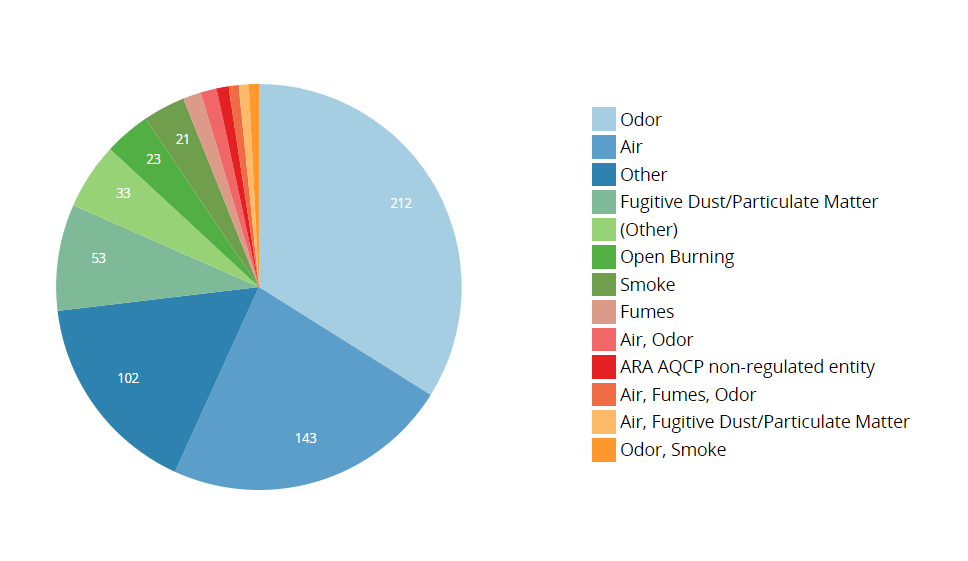 212
143
102
53
33
23
21
Odor
Air
Other
Fugitive Dust/Particulate Matter
(Other)
Open Burning
Smoke
Fumes
Air, Odor
ARA AQCP non-regulated entity
Air, Fumes, Odor
Air, Fugitive Dust/Particulate Matter
Odor, Smoke